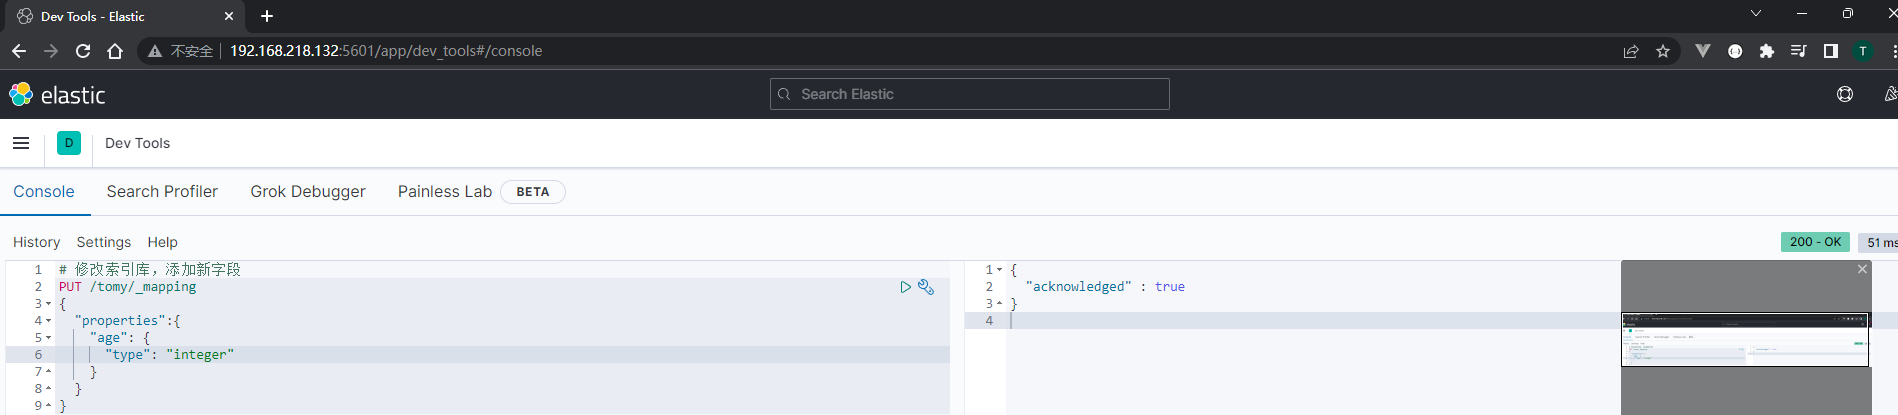 Dev Tools - Elastic
不安全 192.168.218.132:5601/app/dev_tools#/console
T
elastic
Search Elastic
D
Dev Tools
Console Search Profiler Grok Debugger Painless Lab BETA
History Settings Help
200 - OK 51 ms
1 # 修改索引库，添加新字段
2 PUT /tomy/_mapping
3 {
4 "properties":{
5 "age": {
6 "type": "integer"
7 }
8 }
9 }
1 {
2 "acknowledged" : true
3 }
4